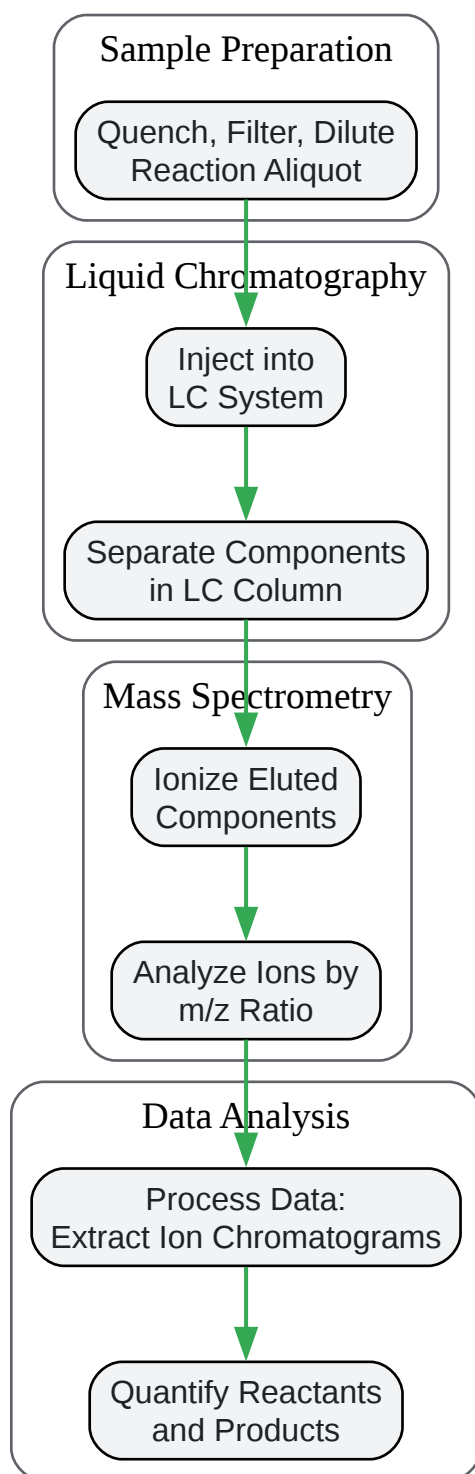 Sample Preparation
Quench, Filter, Dilute
Reaction Aliquot
Liquid Chromatography
Inject into
LC System
Separate Components
in LC Column
Mass Spectrometry
Ionize Eluted
Components
Analyze Ions by
m/z Ratio
Data Analysis
Process Data:
Extract Ion Chromatograms
Quantify Reactants
and Products